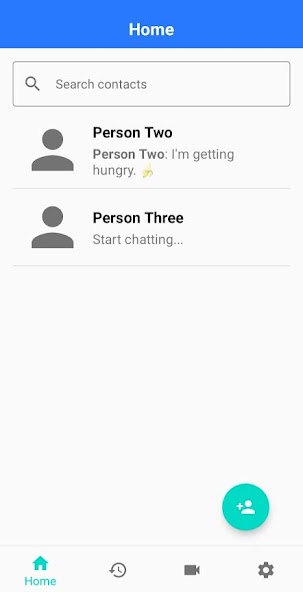 Home
Search contacts
Person Two
Person Two: I'm getting
hungry. 🍌
Person Three
Start chatting...
Home